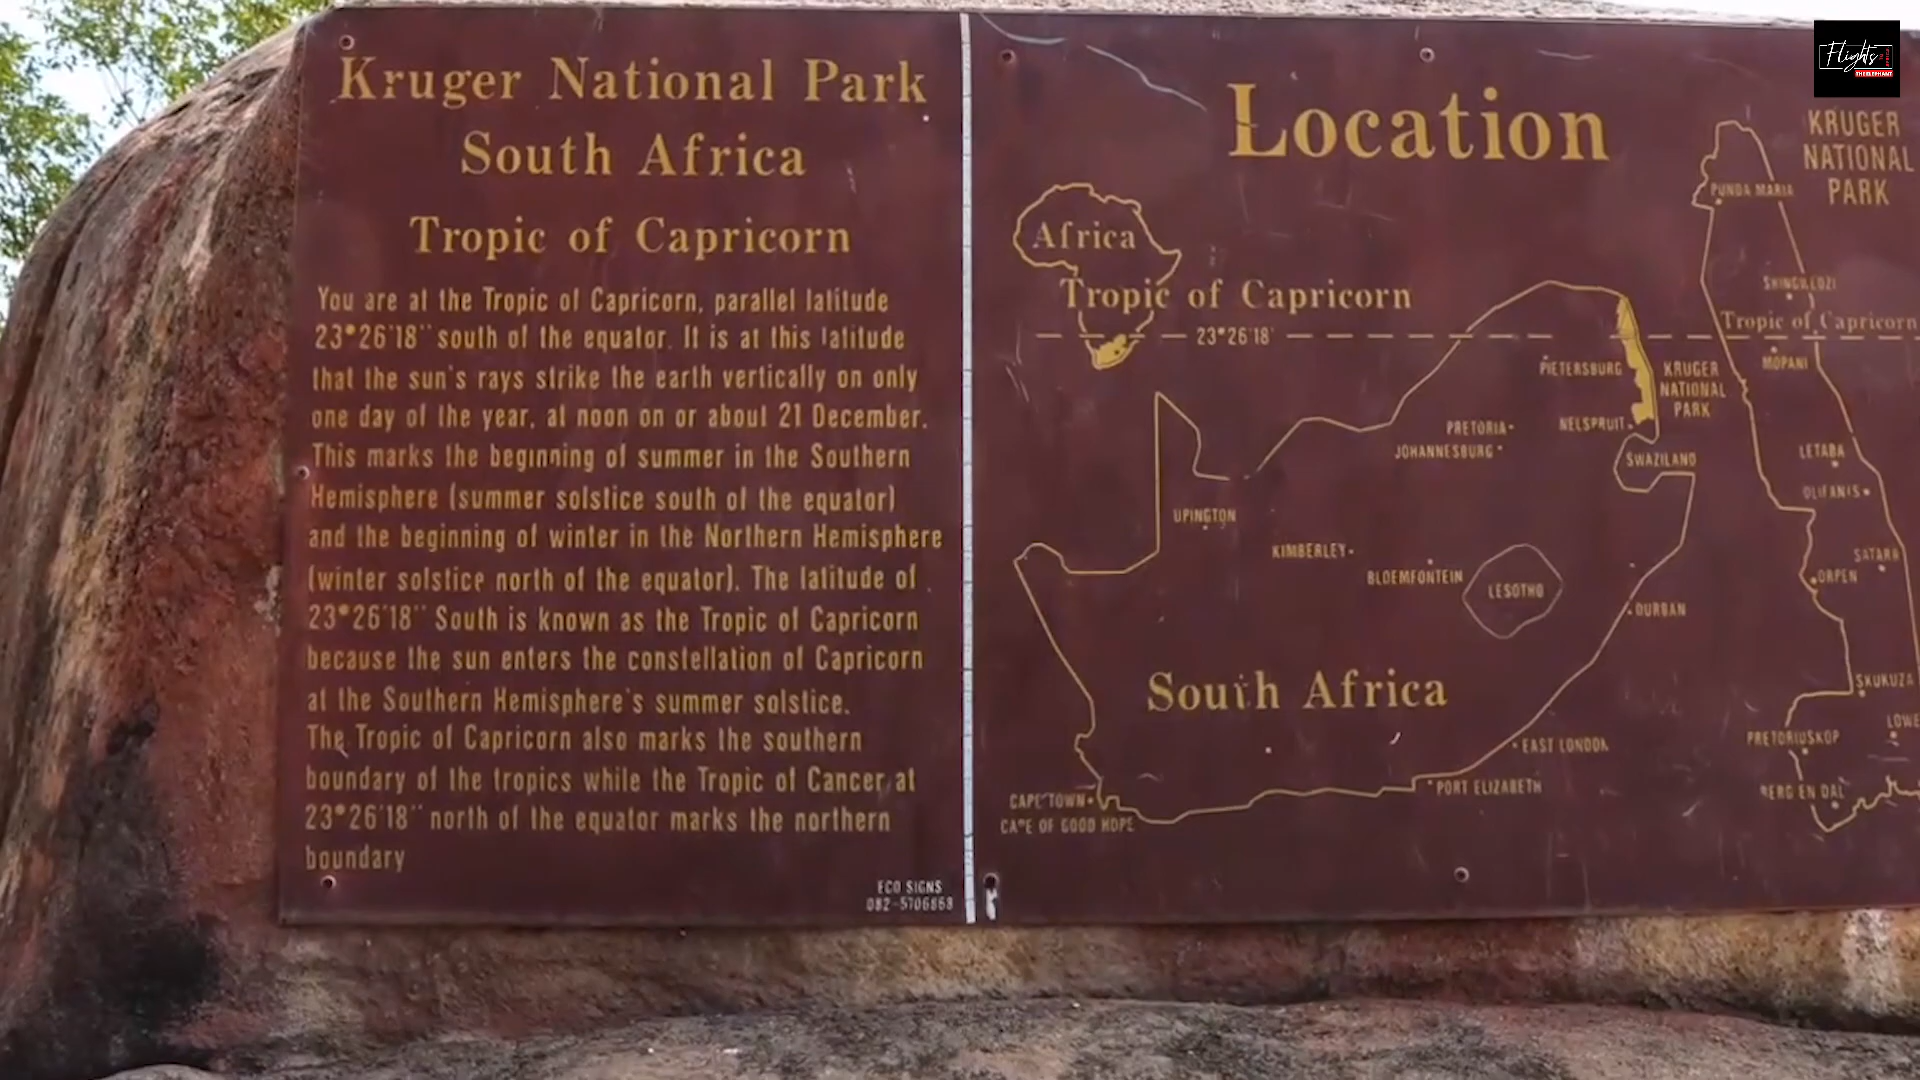 Kruger National Park
South Africa
Tropic of Capricorn
You are at the Tropic of Capricorn, parallel latitude
23°26'18" south of the equator. It is at this latitude
that the sun's rays strike the earth vertically on only
one day of the year, at noon on or about 21 December.
This marks the beginning of summer in the Southern
Hemisphere (summer solstice south of the equator)
and the beginning of winter in the Northern Hemisphere
(winter solstice north of the equator). The latitude of
23°26'18" South is known as the Tropic of Capricorn
because the sun enters the constellation of Capricorn
at the Southern Hemisphere's summer solstice.
The Tropic of Capricorn also marks the southern
boundary of the tropics while the Tropic of Cancer at
23°26'18" north of the equator marks the northern
boundary
ECO SIGNS
082-5706868
Location
Africa
Tropic of Capricorn
23°26'18'
PIETERSBURG
KRUGER
NATIONAL
PARK
NELSPRUIT
PRETORIA
JOHANNESBURG
SWAZILAND
UPINGTON
KIMBERLEY
BLOEMFONTEIN
LESOTHO
DURBAN
South Africa
EAST LONDON
PORT ELIZABETH
CAPE TOWN
CAPE OF GOOD HOPE
KRUGER
NATIONAL
PARK
PUNDA MARIA
SHINGWEDZI
Tropic of Capricorn
MOPANI
LETABA
OLIFANTS
SATARA
ORPEN
SKUKUZA
LOWE
PRETORIUSKOP
BERG EN DAL
Flights
THE ELEPHANT